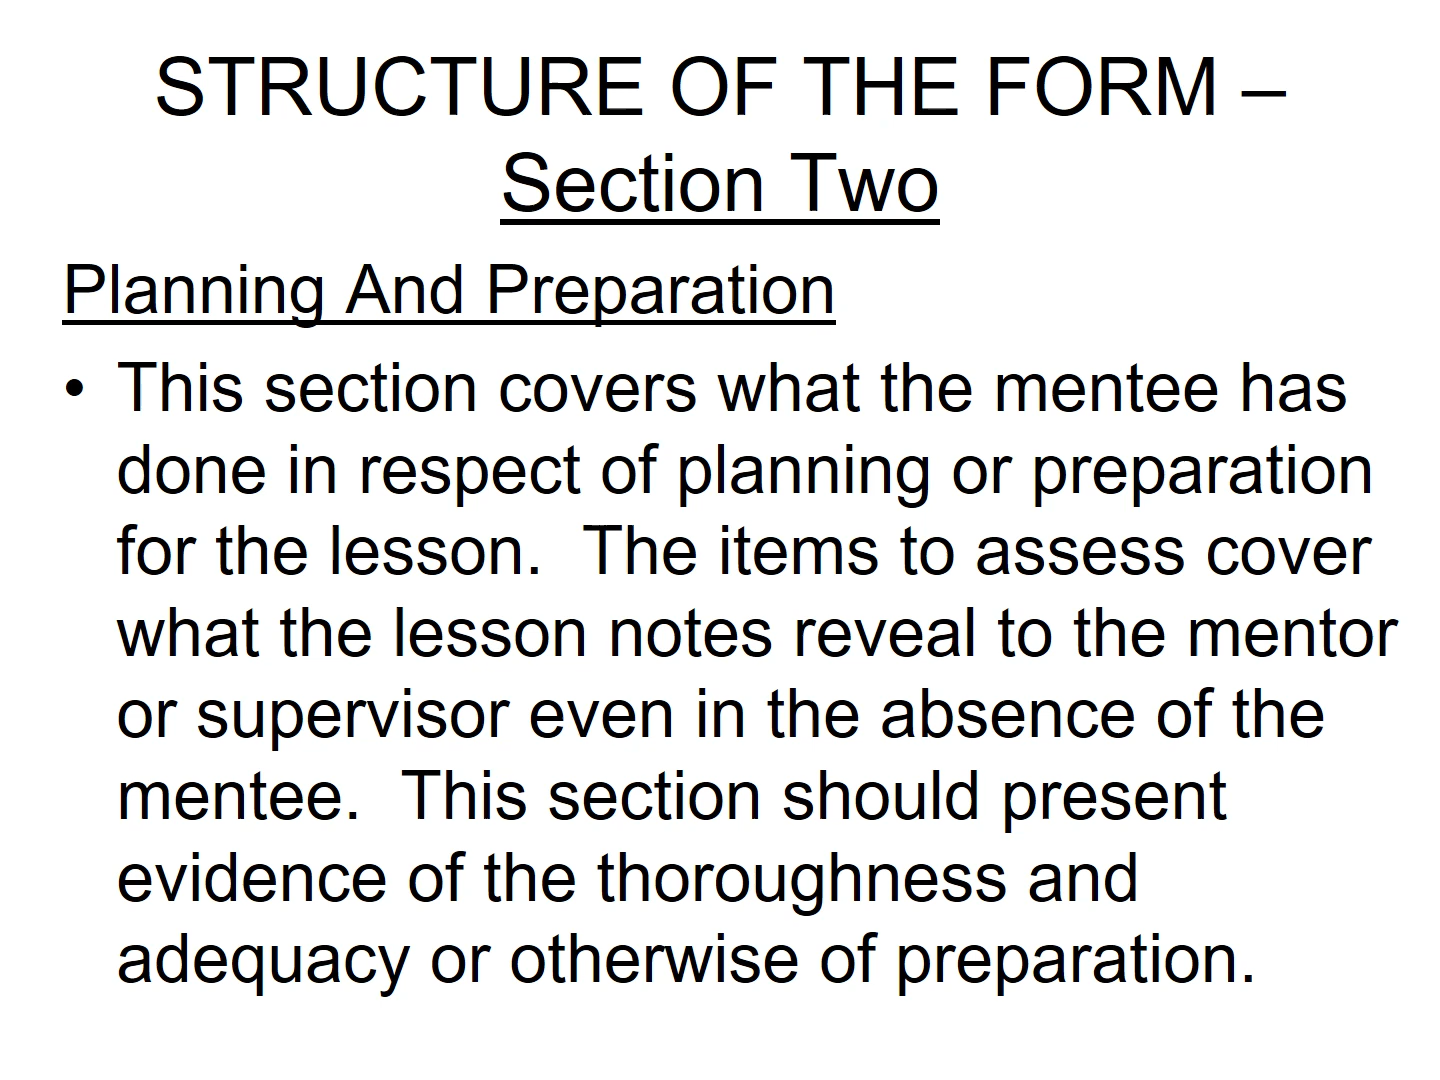 STRUCTURE OF THE FORM –
Section Two
Planning And Preparation
• This section covers what the mentee has
done in respect of planning or preparation
for the lesson.  The items to assess cover
what the lesson notes reveal to the mentor
or supervisor even in the absence of the
mentee.  This section should present
evidence of the thoroughness and
adequacy or otherwise of preparation.